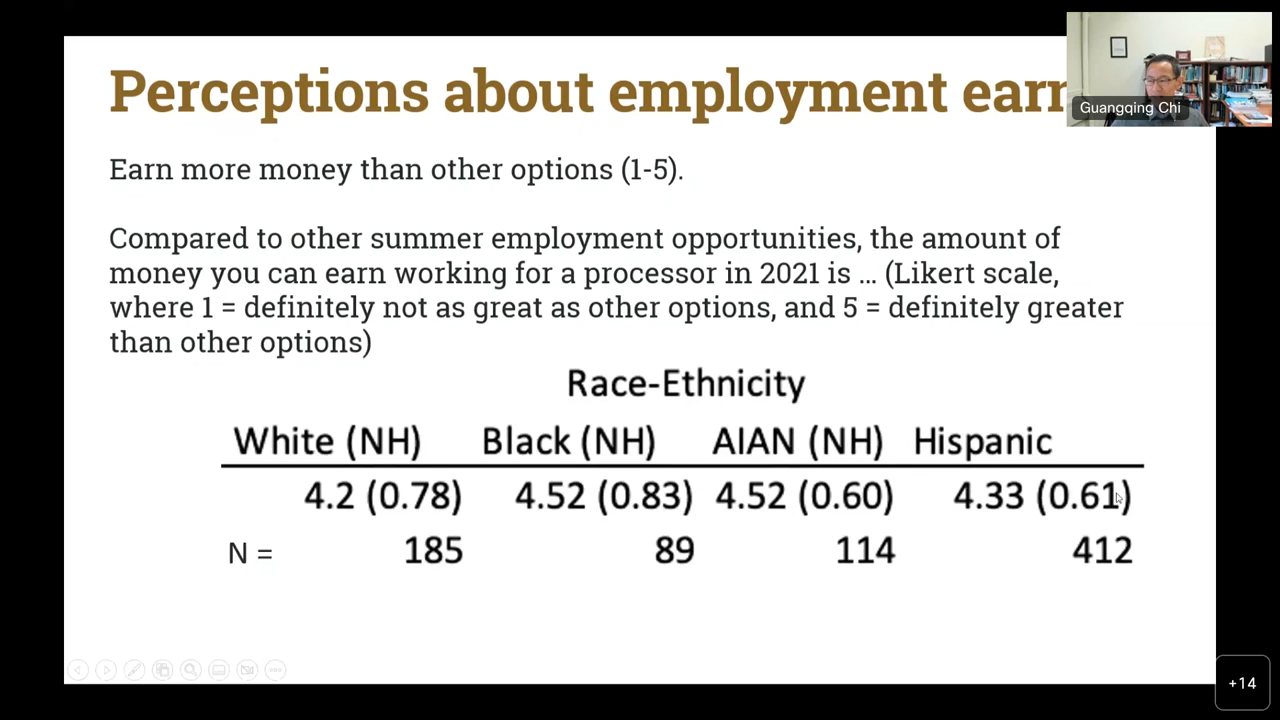 Perceptions about employment earn
Guangqing Chi
Earn more money than other options (1-5).
Compared to other summer employment opportunities, the amount of
money you can earn working for a processor in 2021 is ... (Likert scale,
where 1 = definitely not as great as other options, and 5 = definitely greater
than other options)
Race-Ethnicity
White (NH) Black (NH) AIAN (NH) Hispanic
4.2 (0.78) 4.52 (0.83) 4.52 (0.60) 4.33 (0.61)
N = 185 89 114 412
+14